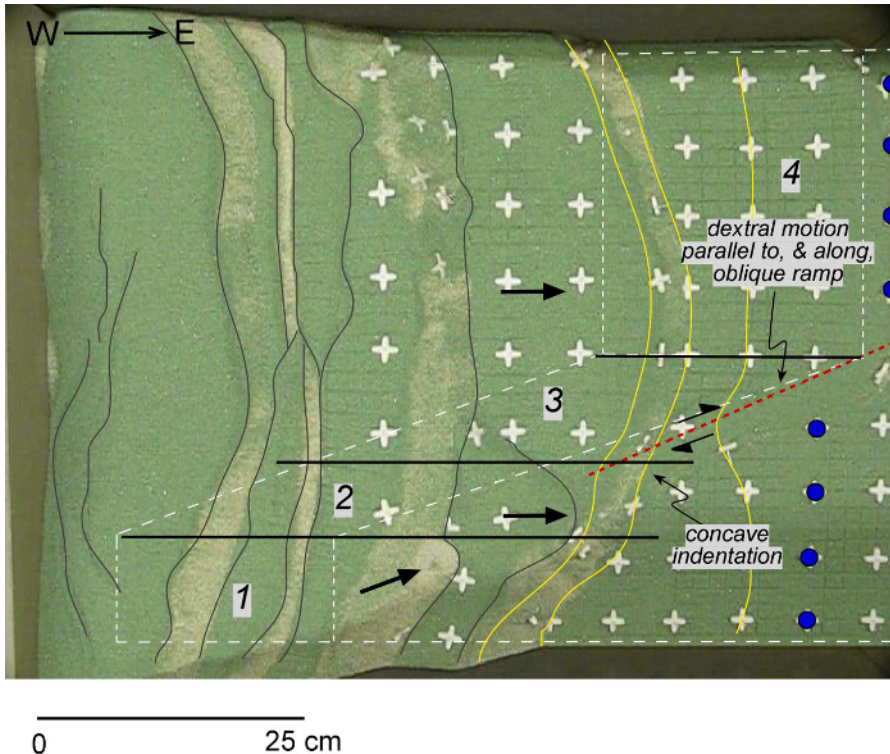 W E
4
dextral motion
parallel to, & along,
oblique ramp
3
2
concave
indentation
1
0 25 cm